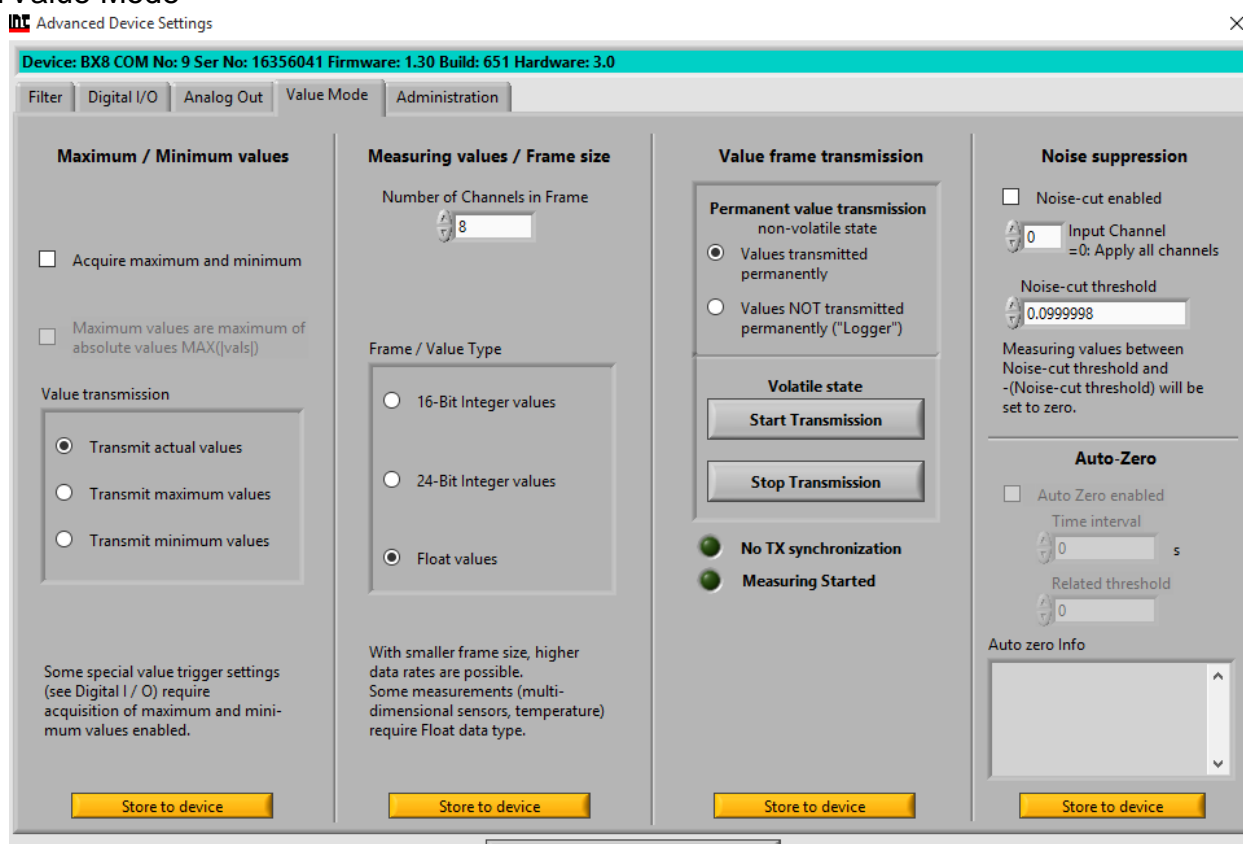 Value Mode
Advanced Device Settings
Device: BX8 COM No: 9 Ser No: 16356041 Firmware: 1.30 Build: 651 Hardware: 3.0
Filter
Digital I/O
Analog Out
Value Mode
Administration
Maximum / Minimum values
Acquire maximum and minimum
Maximum values are maximum of
absolute values MAX(|vals|)
Value transmission
Transmit actual values
Transmit maximum values
Transmit minimum values
Some special value trigger settings
(see Digital I / O) require
acquisition of maximum and mini-
mum values enabled.
Store to device
Measuring values / Frame size
Number of Channels in Frame
8
Frame / Value Type
16-Bit Integer values
24-Bit Integer values
Float values
With smaller frame size, higher
data rates are possible.
Some measurements (multi-
dimensional sensors, temperature)
require Float data type.
Store to device
Value frame transmission
Permanent value transmission
non-volatile state
Values transmitted
permanently
Values NOT transmitted
permanently ("Logger")
Volatile state
Start Transmission
Stop Transmission
No TX synchronization
Measuring Started
Store to device
Noise suppression
Noise-cut enabled
0
Input Channel
=0: Apply all channels
Noise-cut threshold
0.0999998
Measuring values between
Noise-cut threshold and
-(Noise-cut threshold) will be
set to zero.
Auto-Zero
Auto Zero enabled
Time interval
0 s
Related threshold
0
Auto zero Info
Store to device